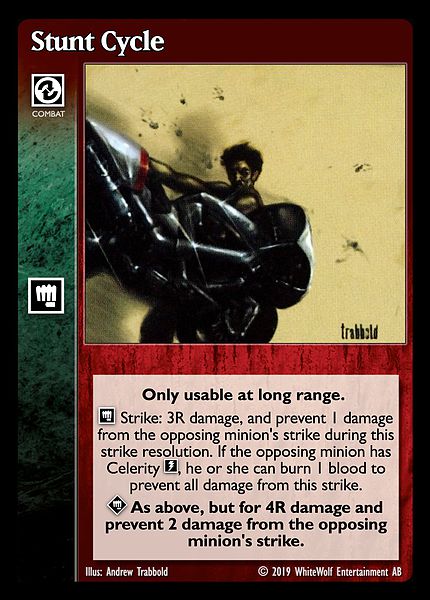 Stunt Cycle
COMBAT
trabbold
Only usable at long range.
Strike: 3R damage, and prevent 1 damage
from the opposing minion's strike during this
strike resolution. If the opposing minion has
Celerity , he or she can burn 1 blood to
prevent all damage from this strike.
As above, but for 4R damage and
prevent 2 damage from the opposing
minion's strike.
Illus: Andrew Trabbold © 2019 WhiteWolf Entertainment AB